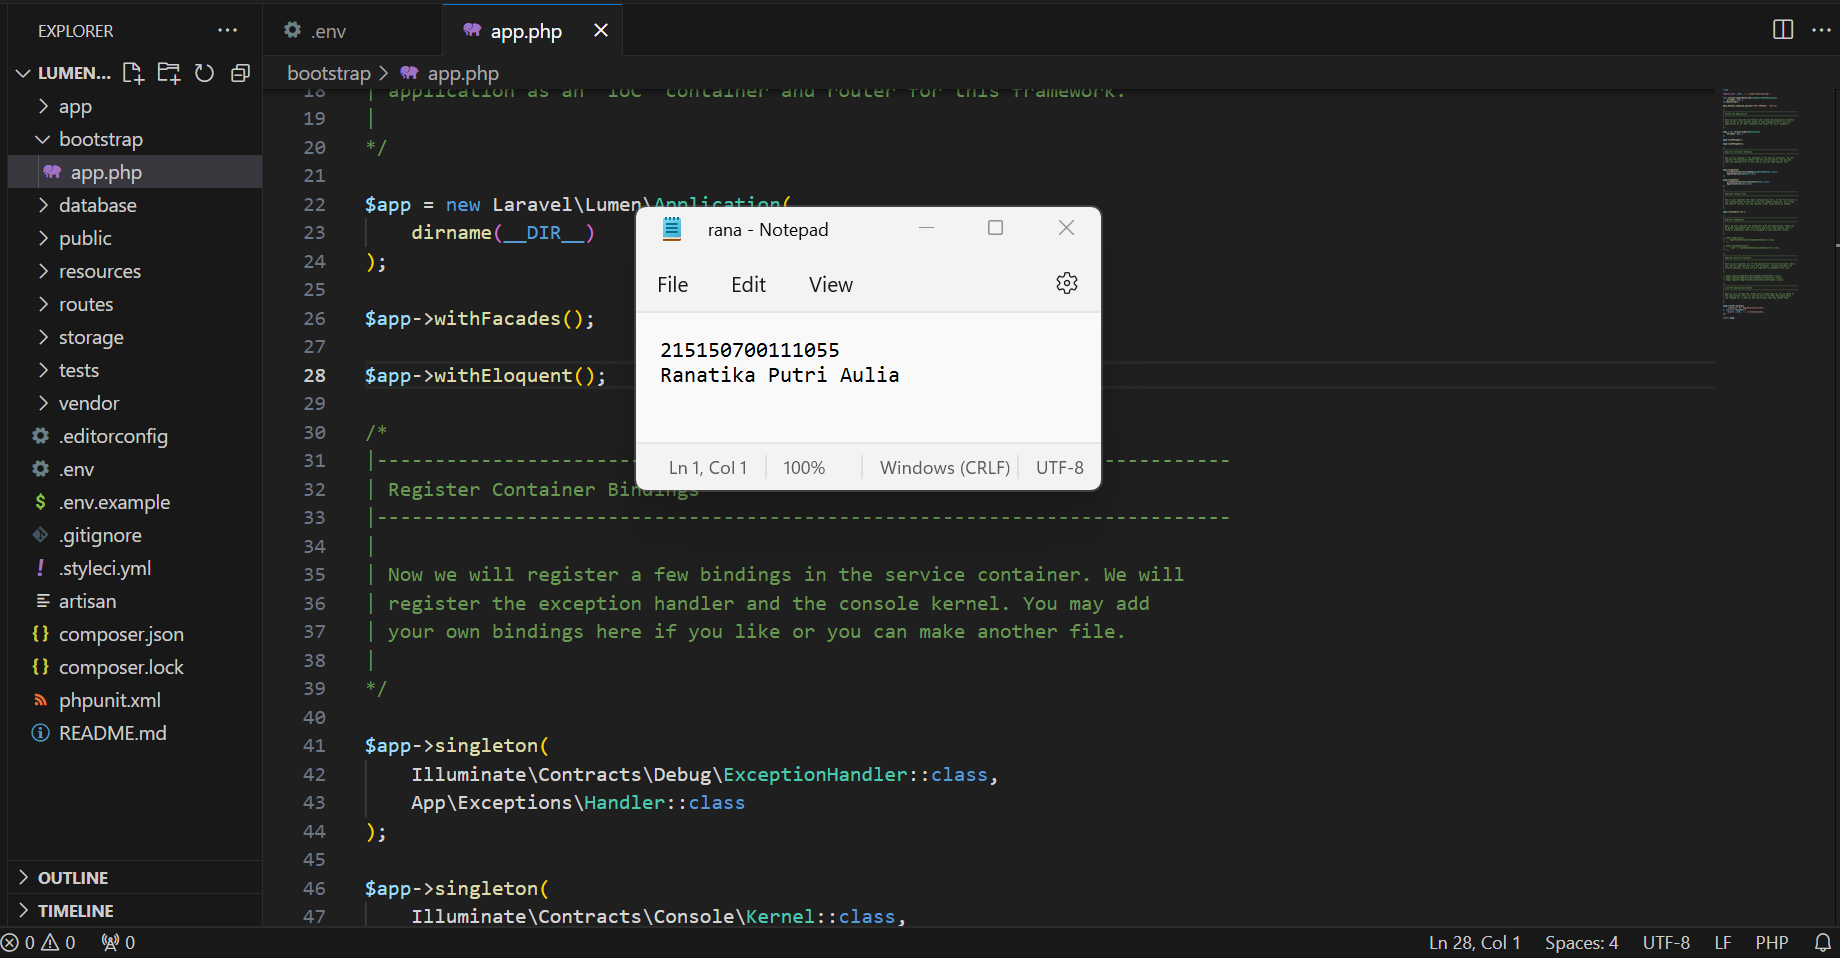 EXPLORER
LUMEN...
app
bootstrap
app.php
database
public
resources
routes
storage
tests
vendor
.editorconfig
.env
.env.example
.gitignore
.styleci.yml
artisan
composer.json
composer.lock
phpunit.xml
README.md
OUTLINE
TIMELINE
.env
app.php
bootstrap > app.php
18 | application as an "IoC" container and router for this framework.
19 |
20 */
21
22 $app = new Laravel\Lumen\Application(
23 dirname(__DIR__)
24 );
25
26 $app->withFacades();
27
28 $app->withEloquent();
29
30 /*
31 |--------------------------------------------------------------------------
32 | Register Container Bindings
33 |--------------------------------------------------------------------------
34 |
35 | Now we will register a few bindings in the service container. We will
36 | register the exception handler and the console kernel. You may add
37 | your own bindings here if you like or you can make another file.
38 |
39 */
40
41 $app->singleton(
42 Illuminate\Contracts\Debug\ExceptionHandler::class,
43 App\Exceptions\Handler::class
44 );
45
46 $app->singleton(
47 Illuminate\Contracts\Console\Kernel::class,
rana - Notepad
File Edit View
215150700111055
Ranatika Putri Aulia
Ln 1, Col 1 100% Windows (CRLF) UTF-8
0 0 0
Ln 28, Col 1 Spaces: 4 UTF-8 LF PHP